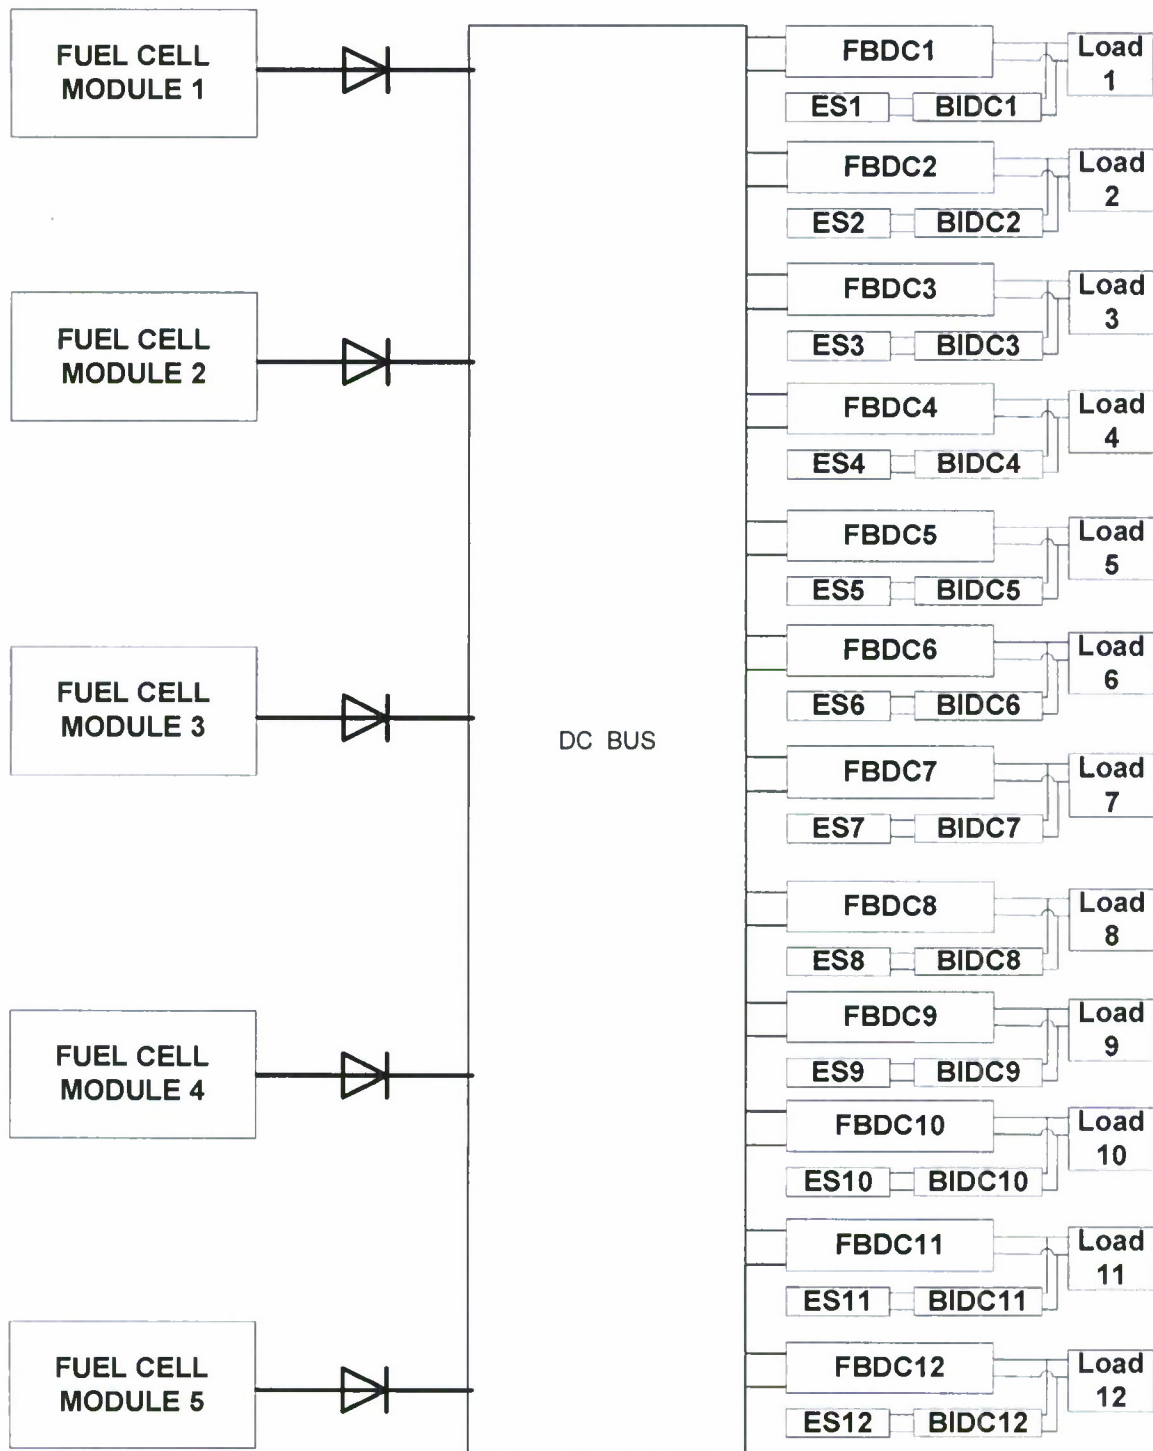 FUEL CELL
MODULE 1
FUEL CELL
MODULE 2
FUEL CELL
MODULE 3
FUEL CELL
MODULE 4
FUEL CELL
MODULE 5
DC BUS
FBDC1
Load
1
ES1
BIDC1
FBDC2
Load
2
ES2
BIDC2
FBDC3
Load
3
ES3
BIDC3
FBDC4
Load
4
ES4
BIDC4
FBDC5
Load
5
ES5
BIDC5
FBDC6
Load
6
ES6
BIDC6
FBDC7
Load
7
ES7
BIDC7
FBDC8
Load
8
ES8
BIDC8
FBDC9
Load
9
ES9
BIDC9
FBDC10
Load
10
ES10
BIDC10
FBDC11
Load
11
ES11
BIDC11
FBDC12
Load
12
ES12
BIDC12